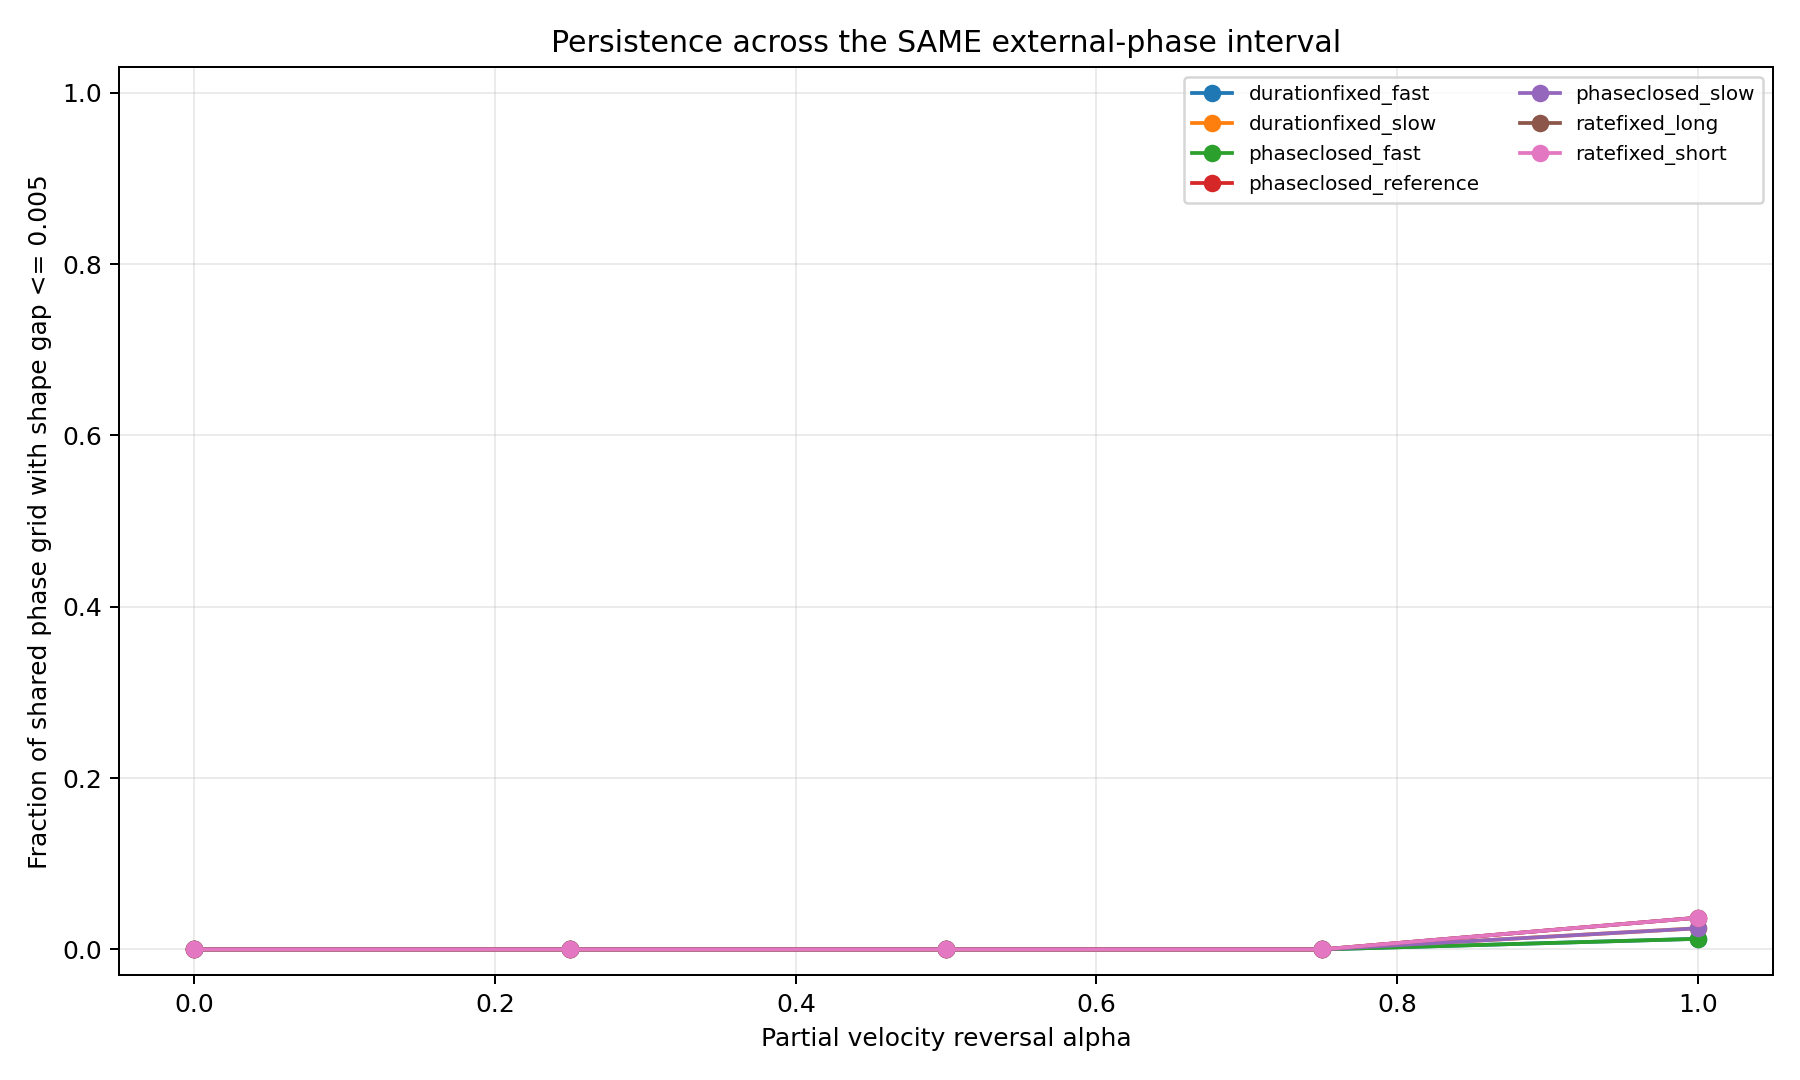 Persistence across the SAME external-phase interval
durationfixed_fast
durationfixed_slow
phaseclosed_fast
phaseclosed_reference
phaseclosed_slow
ratefixed_long
ratefixed_short
Fraction of shared phase grid with shape gap <= 0.005
1.0
0.8
0.6
0.4
0.2
0.0
0.0 0.2 0.4 0.6 0.8 1.0
Partial velocity reversal alpha